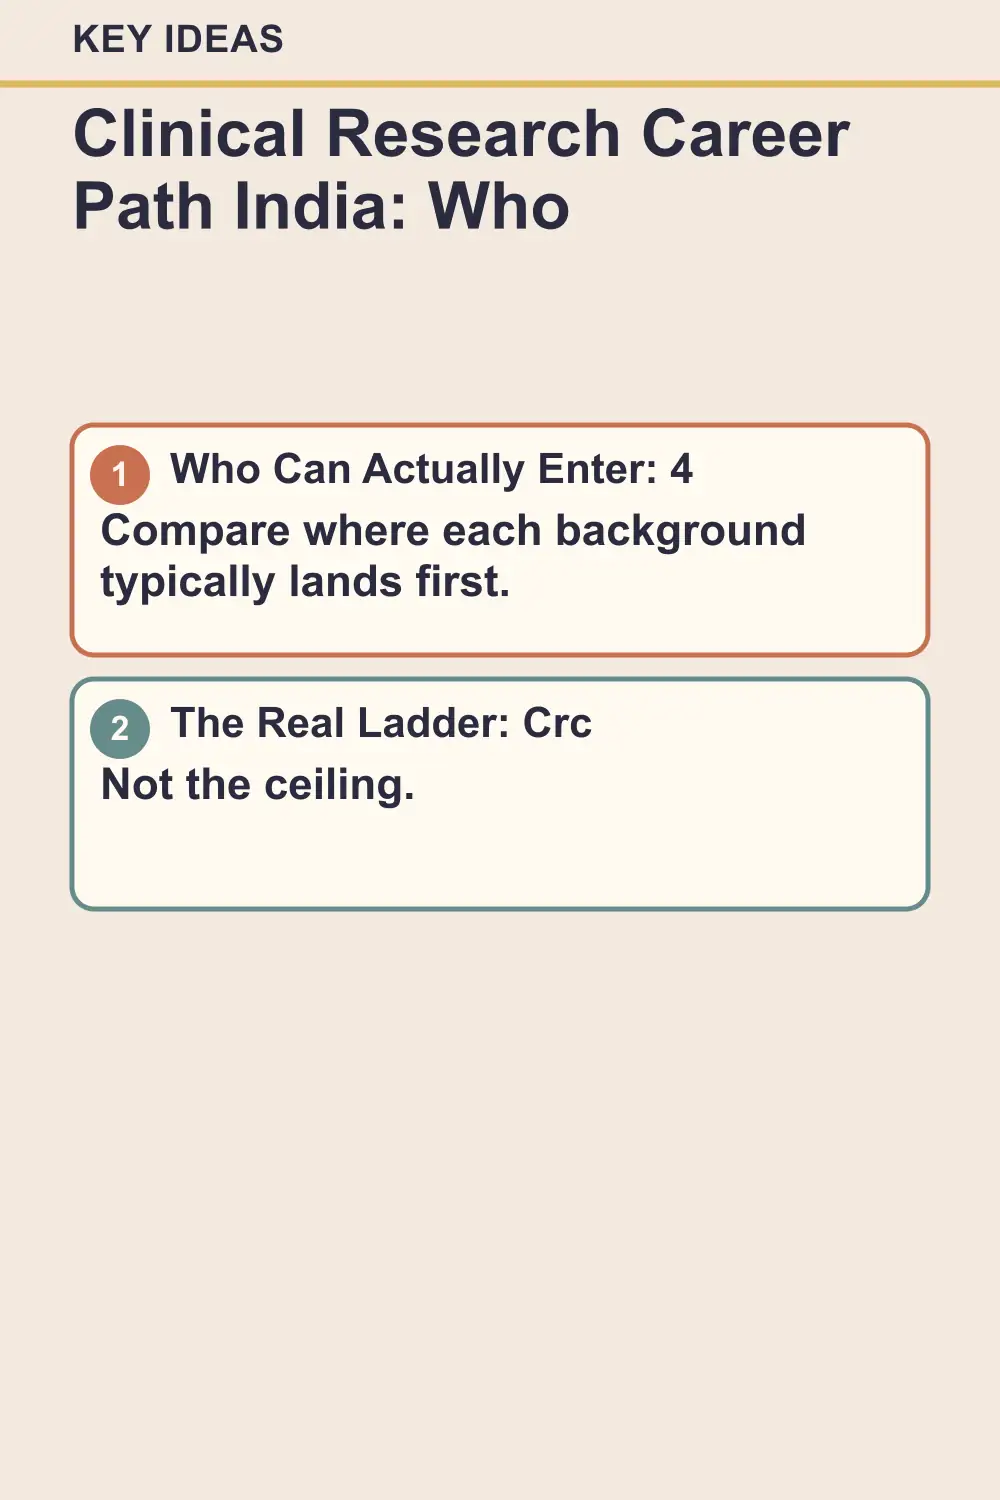 KEY IDEAS
Clinical Research Career
Path India: Who
1 Who Can Actually Enter: 4
Compare where each background
typically lands first.
2 The Real Ladder: Crc
Not the ceiling.